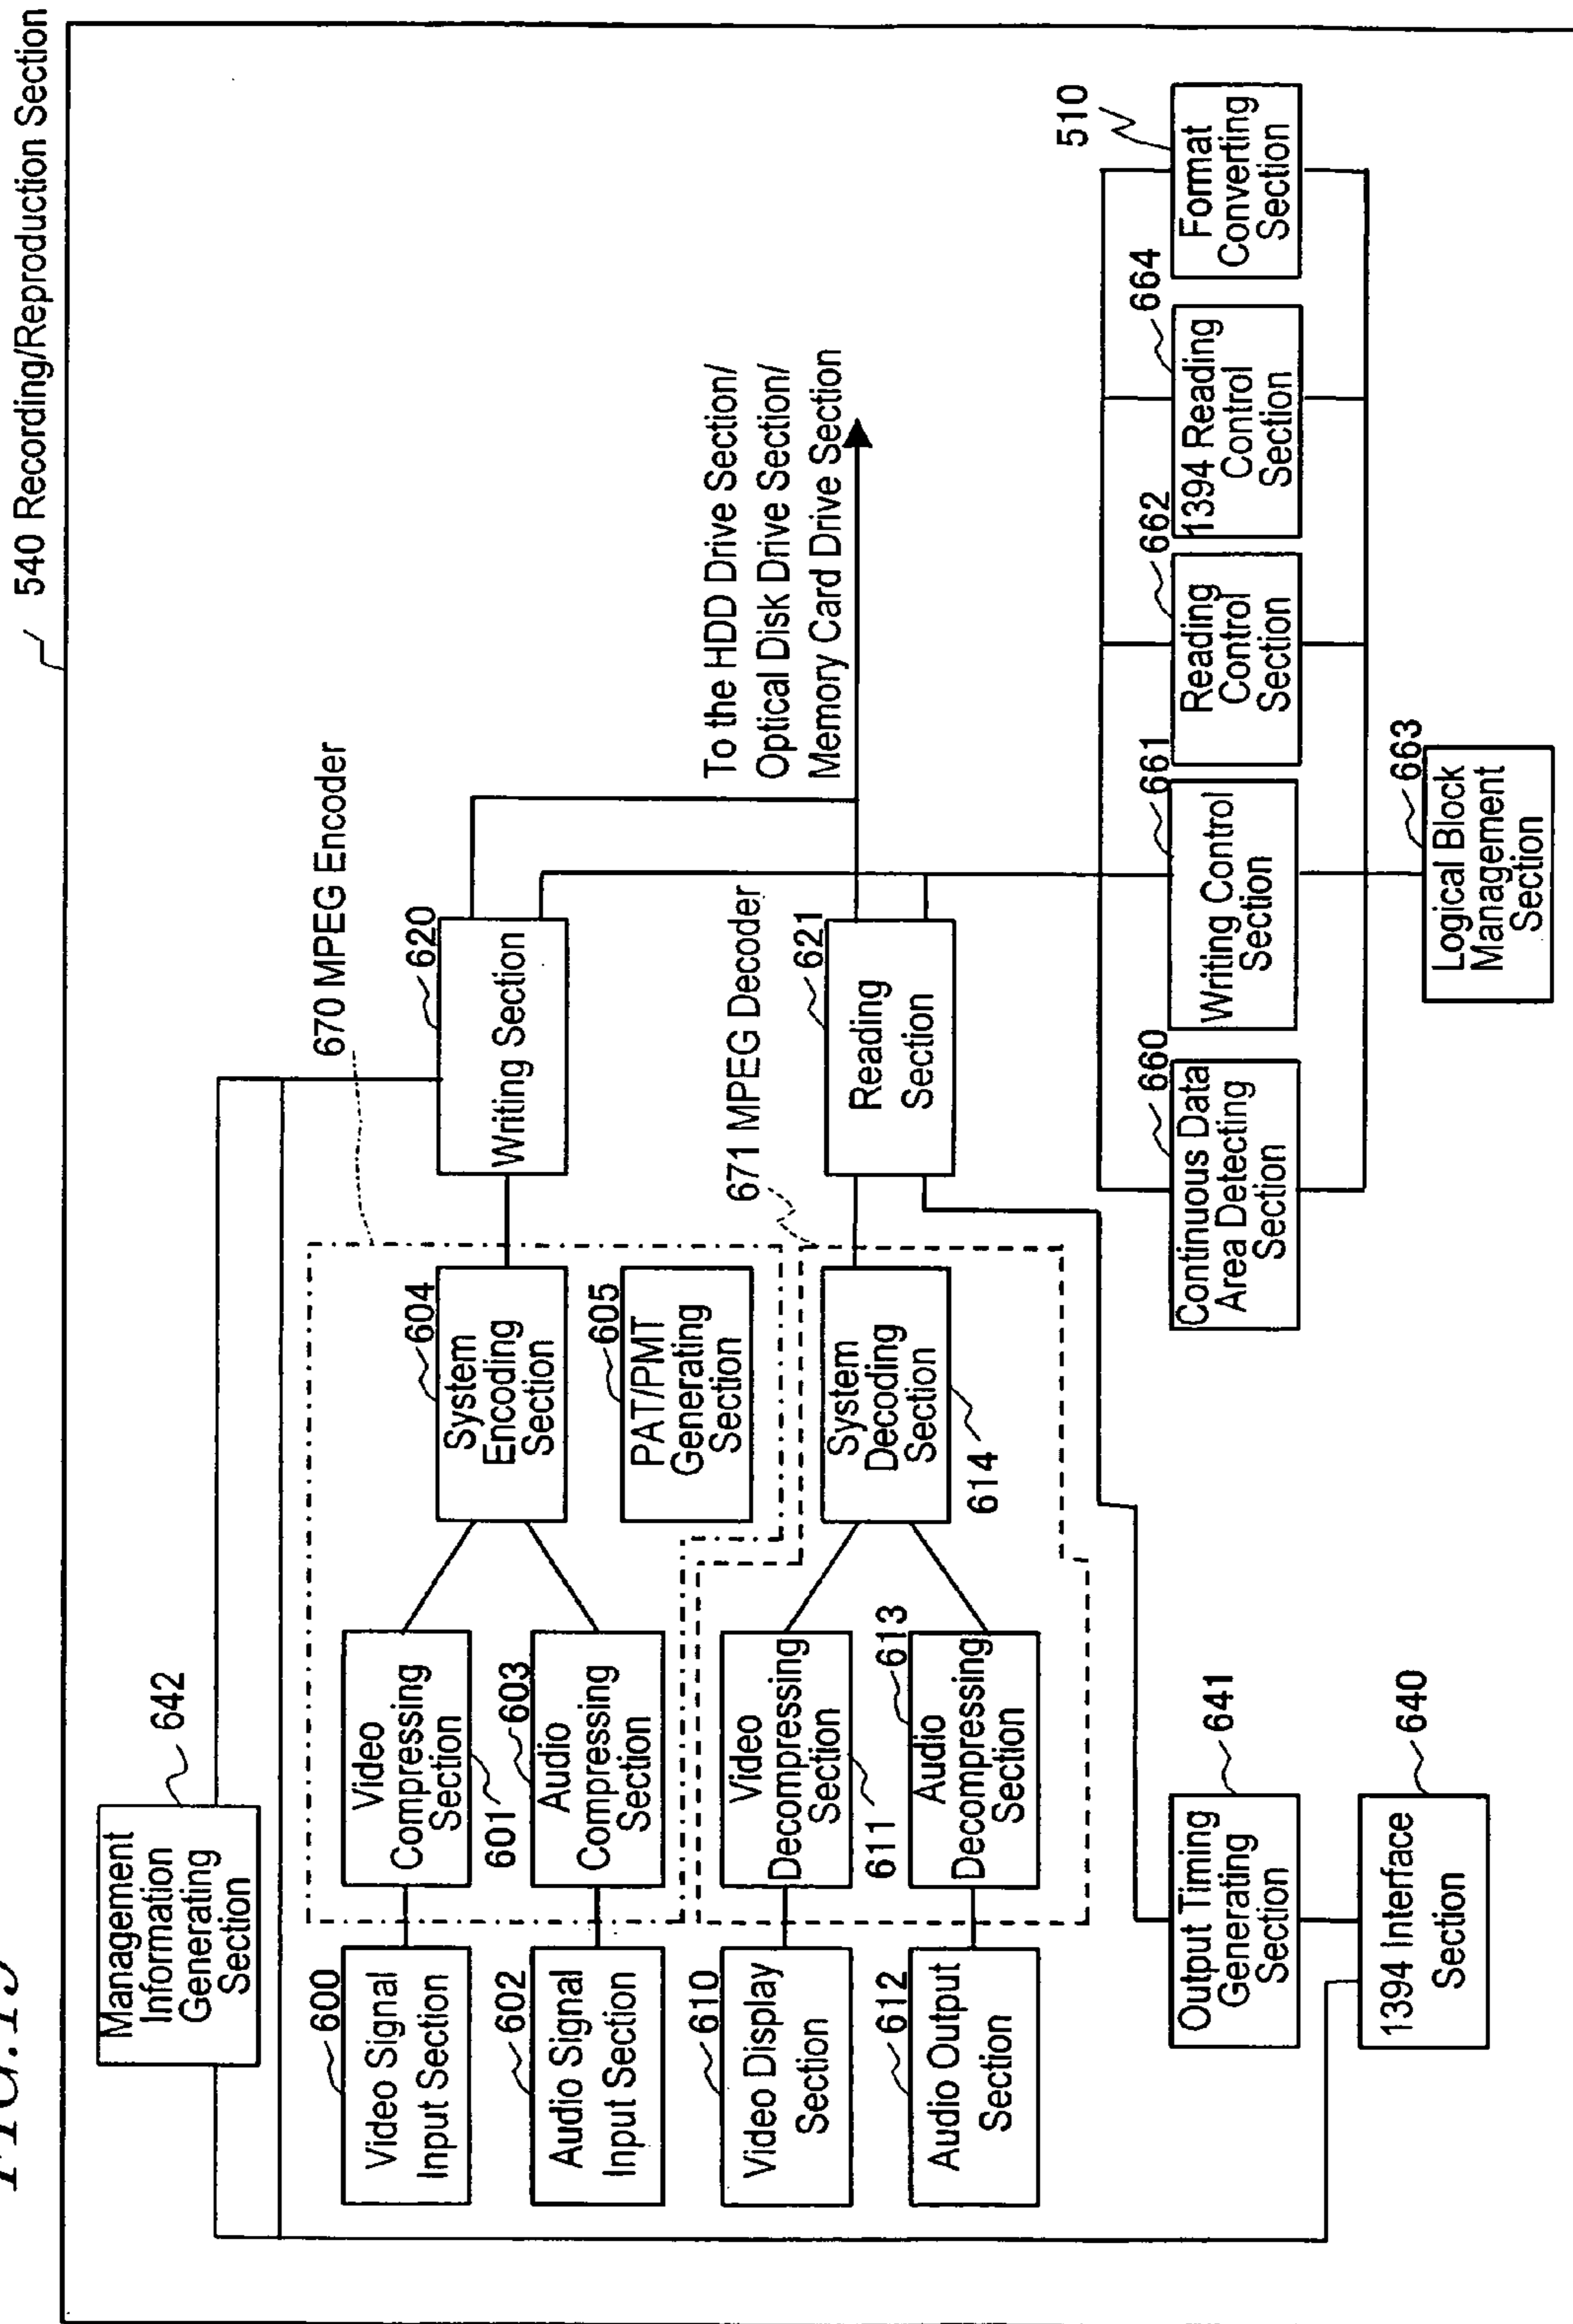 540 Recording/Reproduction Section
Management
Information
Generating
Section
642
670 MPEG Encoder
600
Video Signal
Input Section
Video
Compressing
Section
601
602
Audio Signal
Input Section
603
Audio
Compressing
Section
604
System
Encoding
Section
605
PAT/PMT
Generating
Section
620
Writing Section
To the HDD Drive Section/
Optical Disk Drive Section/
Memory Card Drive Section
671 MPEG Decoder
610
Video Display
Section
Video
Decompressing
Section
611
612
Audio Output
Section
613
Audio
Decompressing
Section
System
Decoding
Section
614
621
Reading
Section
Output Timing
Generating
Section
641
1394 Interface
Section
640
660
Continuous Data
Area Detecting
Section
661
Writing Control
Section
662
Reading
Control
Section
664
1394 Reading
Control
Section
510
Format
Converting
Section
663
Logical Block
Management
Section